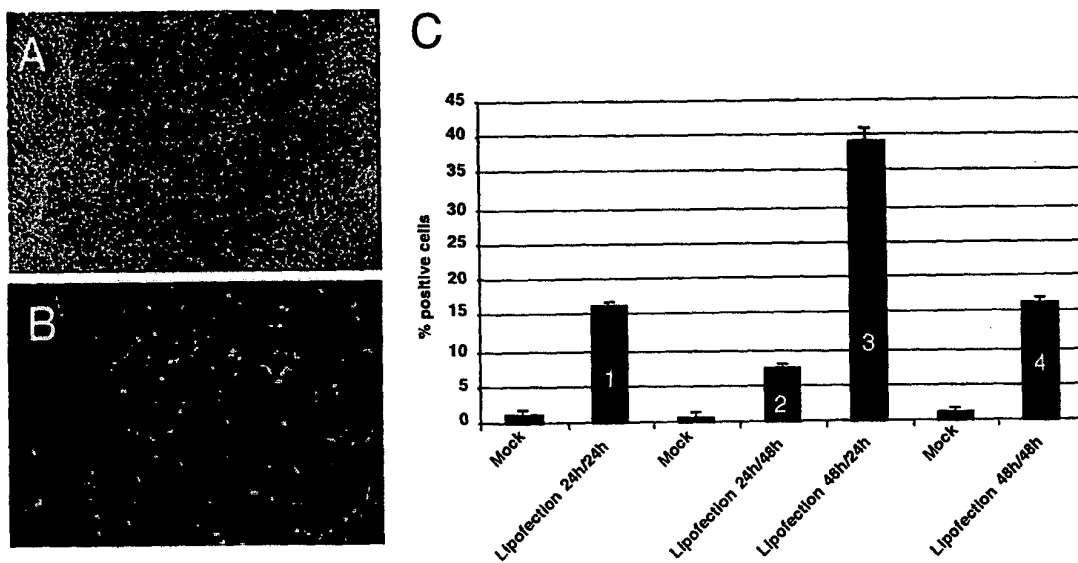 A
B
C
45
40
35
30
25
20
15
10
5
0
% positive cells
1
2
3
4
Mock
Lipofection 24h/24h
Mock
Lipofection 24h/48h
Lipofection 48h/24h
Mock
Lipofection 48h/48h